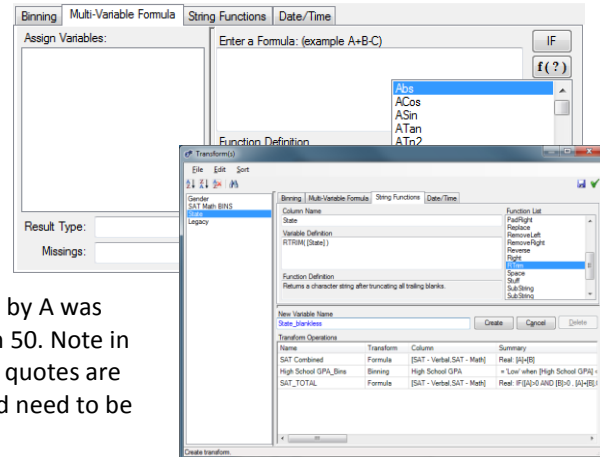 Binning Multi-Variable Formula String Functions Date/Time
Assign Variables:
Enter a Formula: (example A+B-C)
IF
f(?)
Abs
ACos
ASin
ATan
ATn2
Function Definition
Result Type:
Missings:
Transform(s)
File Edit Sort
Gender
SAT Math BINS
State
Legacy
Binning Multi-Variable Formula String Functions Date/Time
Column Name
State
Variable Definition
RTRIM( [State] )
Function Definition
Returns a character string after truncating all trailing blanks.
Function List
PadRight
Replace
RemoveLeft
RemoveRight
Reverse
Right
RTrim
Space
Stuff
SubString
SubString
New Variable Name
State_blankless
Create Cancel Delete
Transform Operations
Name Transform Column Summary
SAT Combined Formula [SAT - Verbal,SAT - Math] Real: [A]+[B]
High School GPA_Bins Binning High School GPA = 'Low' when [High School GPA] <
SAT_TOTAL Formula [SAT - Verbal,SAT - Math] Real: IF([A]>0 AND [B]>0 , [A]+[B]
Create transform.
by A was
50. Note in
quotes are
need to be